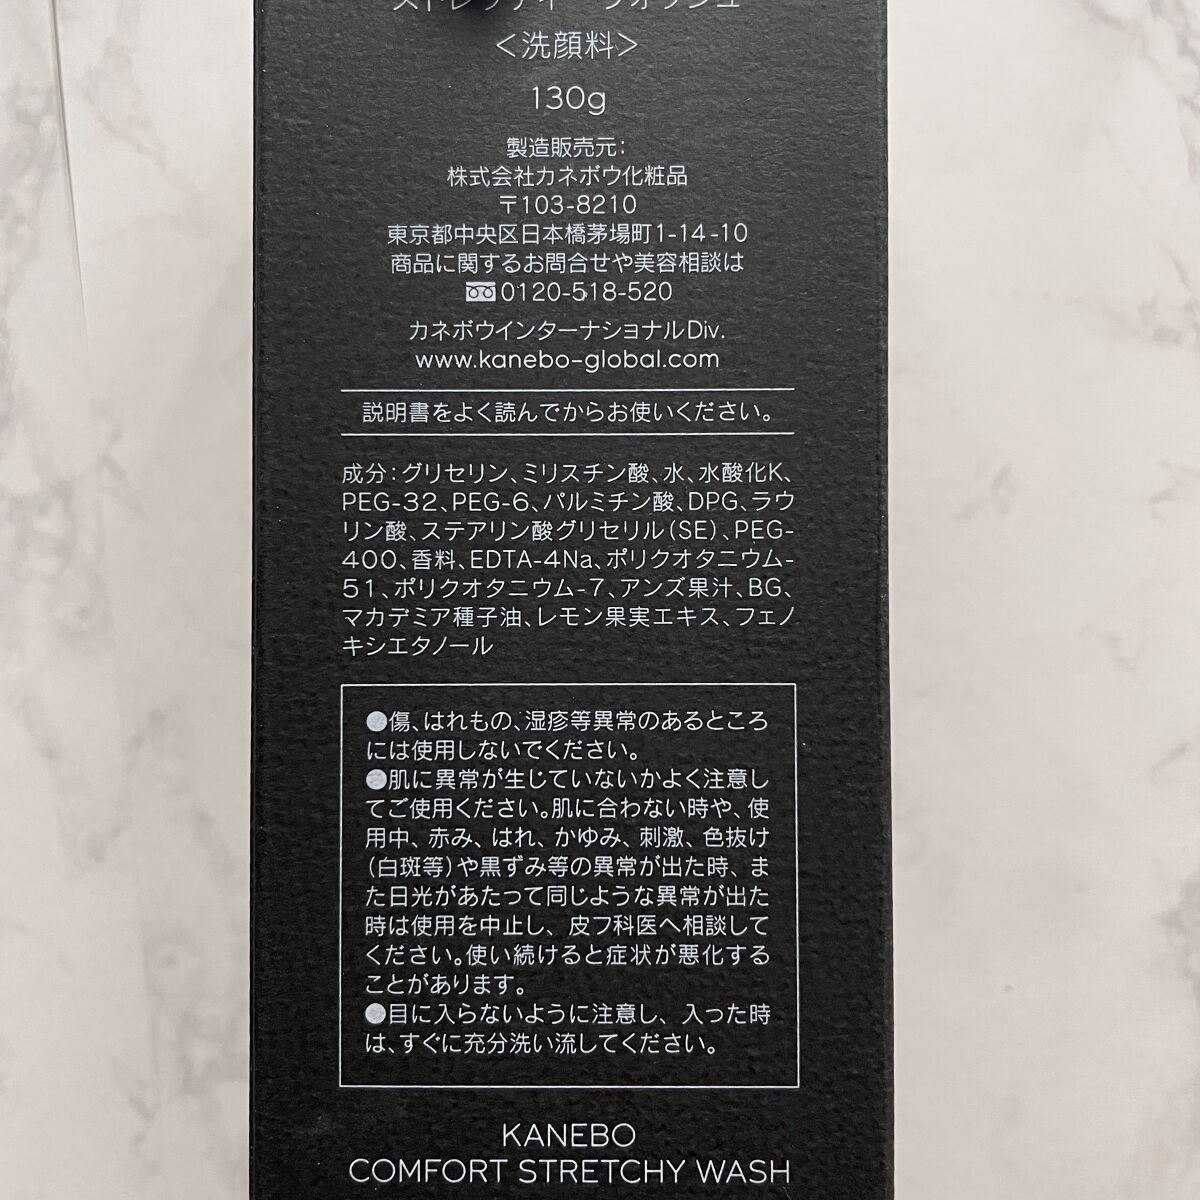 ストレッチィ ウォッシュ
<洗顔料>
130g
製造販売元:
株式会社カネボウ化粧品
〒103-8210
東京都中央区日本橋茅場町1-14-10
商品に関するお問合せや美容相談は
0120-518-520
カネボウインターナショナルDiv.
www.kanebo-global.com
説明書をよく読んでからお使いください。
成分:グリセリン、ミリスチン酸、水、水酸化K、
PEG-32、PEG-6、パルミチン酸、DPG、ラウ
リン酸、ステアリン酸グリセリル(SE)、PEG-
400、香料、EDTA-4Na、ポリクオタニウム-
51、ポリクオタニウム-7、アンズ果汁、BG、
マカデミア種子油、レモン果実エキス、フェノ
キシエタノール
●傷、はれもの、湿疹等異常のあるところ
には使用しないでください。
●肌に異常が生じていないかよく注意し
てご使用ください。肌に合わない時や、使
用中、赤み、はれ、かゆみ、刺激、色抜け
(白斑等)や黒ずみ等の異常が出た時、ま
た日光があたって同じような異常が出た
時は使用を中止し、皮フ科医へ相談して
ください。使い続けると症状が悪化する
ことがあります。
●目に入らないように注意し、入った時
は、すぐに充分洗い流してください。
KANEBO
COMFORT STRETCHY WASH